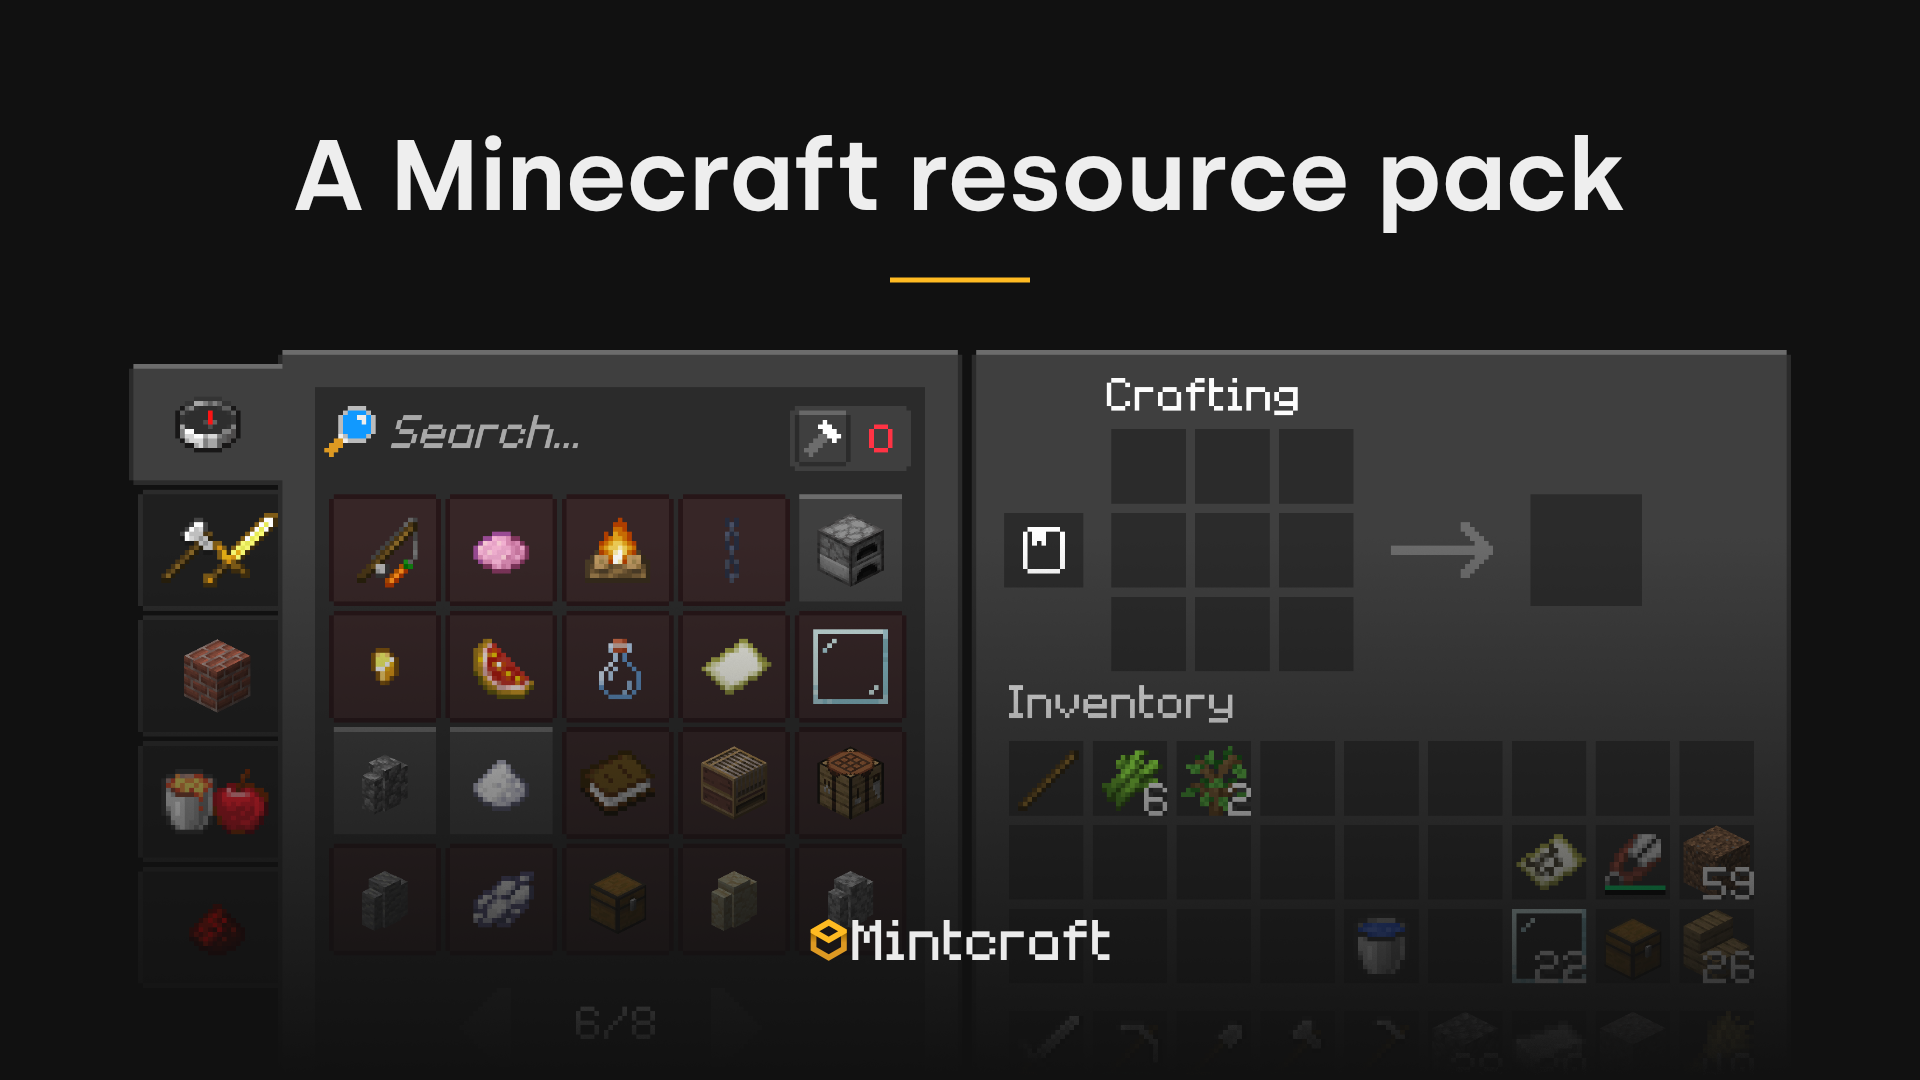 A Minecraft resource pack
Search...
0
Crafting
Inventory
6
2
59
22
26
Mintcraft
6/8